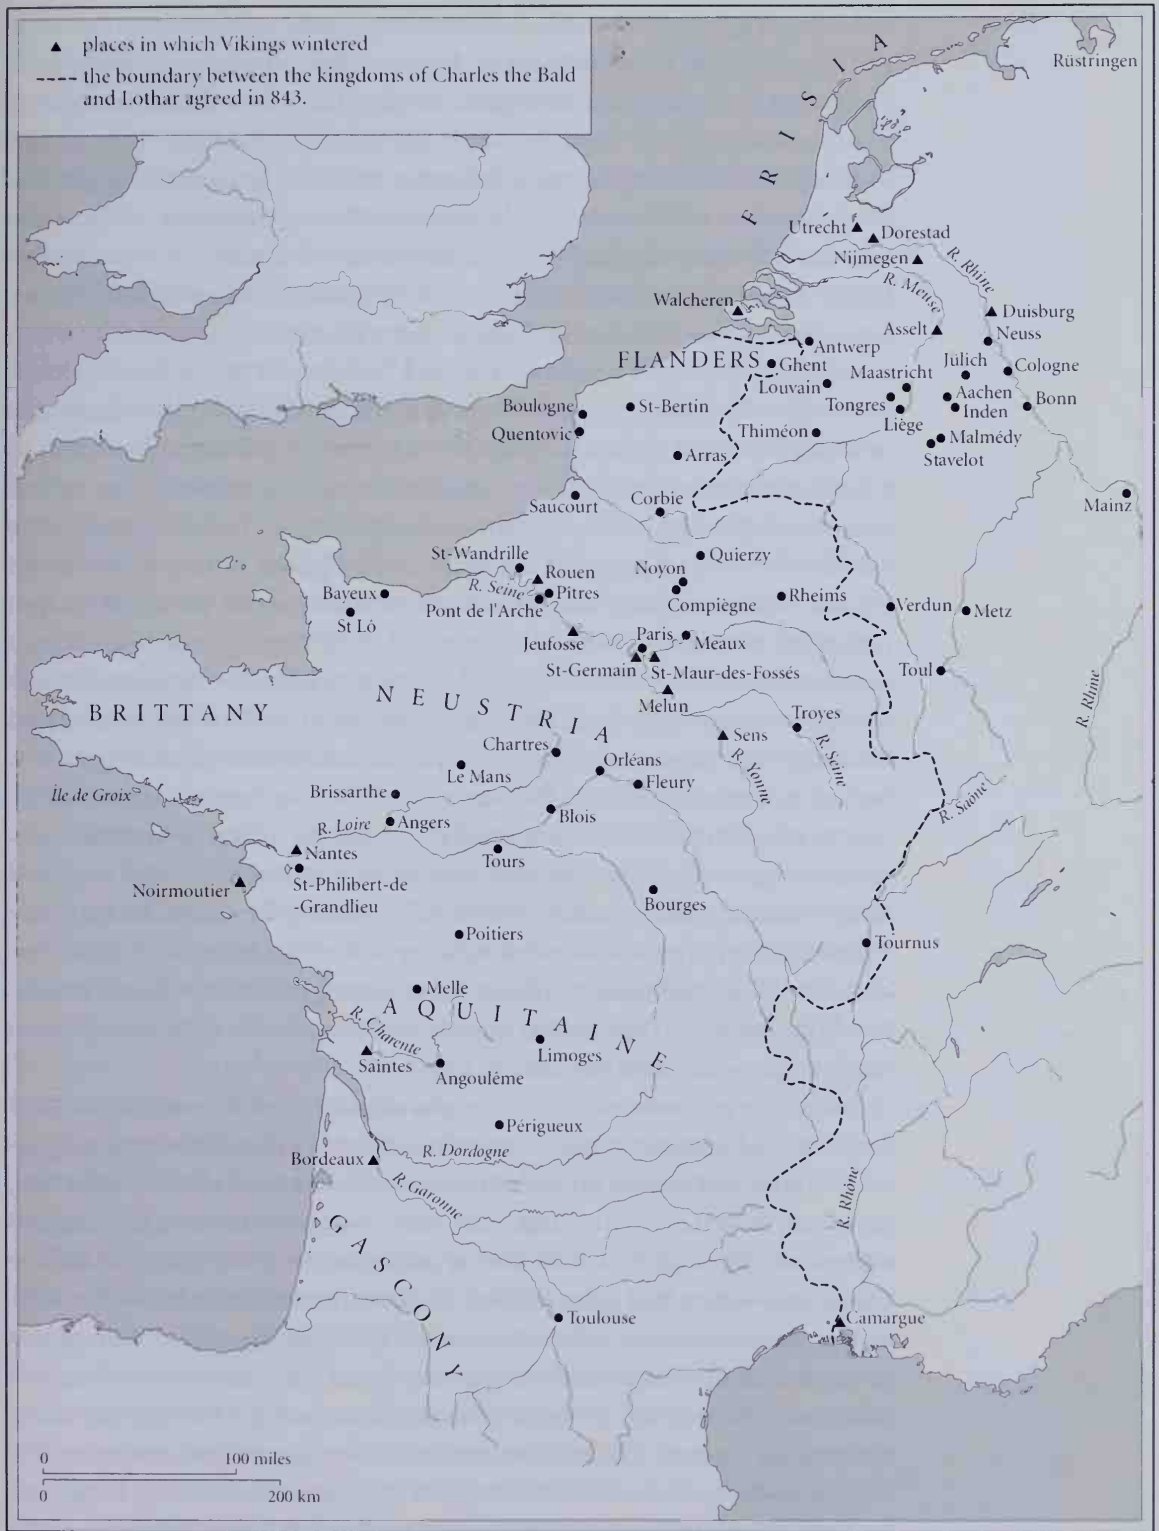 ▲ places in which Vikings wintered
---- the boundary between the kingdoms of Charles the Bald
and Lothar agreed in 843.
Rüstringen
FRISIA
Utrecht
Dorestad
Nijmegen
R. Rhine
R. Meuse
Walcheren
Duisburg
Asselt
Neuss
Antwerp
FLANDERS
Ghent
Jülich
Cologne
Louvain
Maastricht
Aachen
Bonn
Boulogne
St-Bertin
Tongres
Inden
Liège
Quentovic
Thiméon
Malmédy
Stavelot
Arras
Mainz
Saucourt
Corbie
St-Wandrille
Quierzy
Rouen
Noyon
R. Seine
Pitres
Bayeux
Pont de l'Arche
Compiègne
Rheims
Verdun
Metz
St Ló
Jeufosse
Paris
Meaux
St-Germain
St-Maur-des-Fossés
Toul
NEUSTRIA
Melun
R. Rhine
BRITTANY
Troyes
Chartres
Sens
R. Seine
Orléans
Le Mans
Fleury
R. Yonne
Île de Groix
Brissarthe
R. Saône
R. Loire
Angers
Blois
Nantes
Tours
St-Philibert-de
-Grandlieu
Noirmoutier
Bourges
Poitiers
Tournus
Melle
AQUITAINE
R. Charente
Limoges
Saintes
Angoulême
Périgueux
R. Dordogne
Bordeaux
R. Garonne
R. Rhône
GASCONY
Toulouse
Camargue
0 100 miles
0 200 km